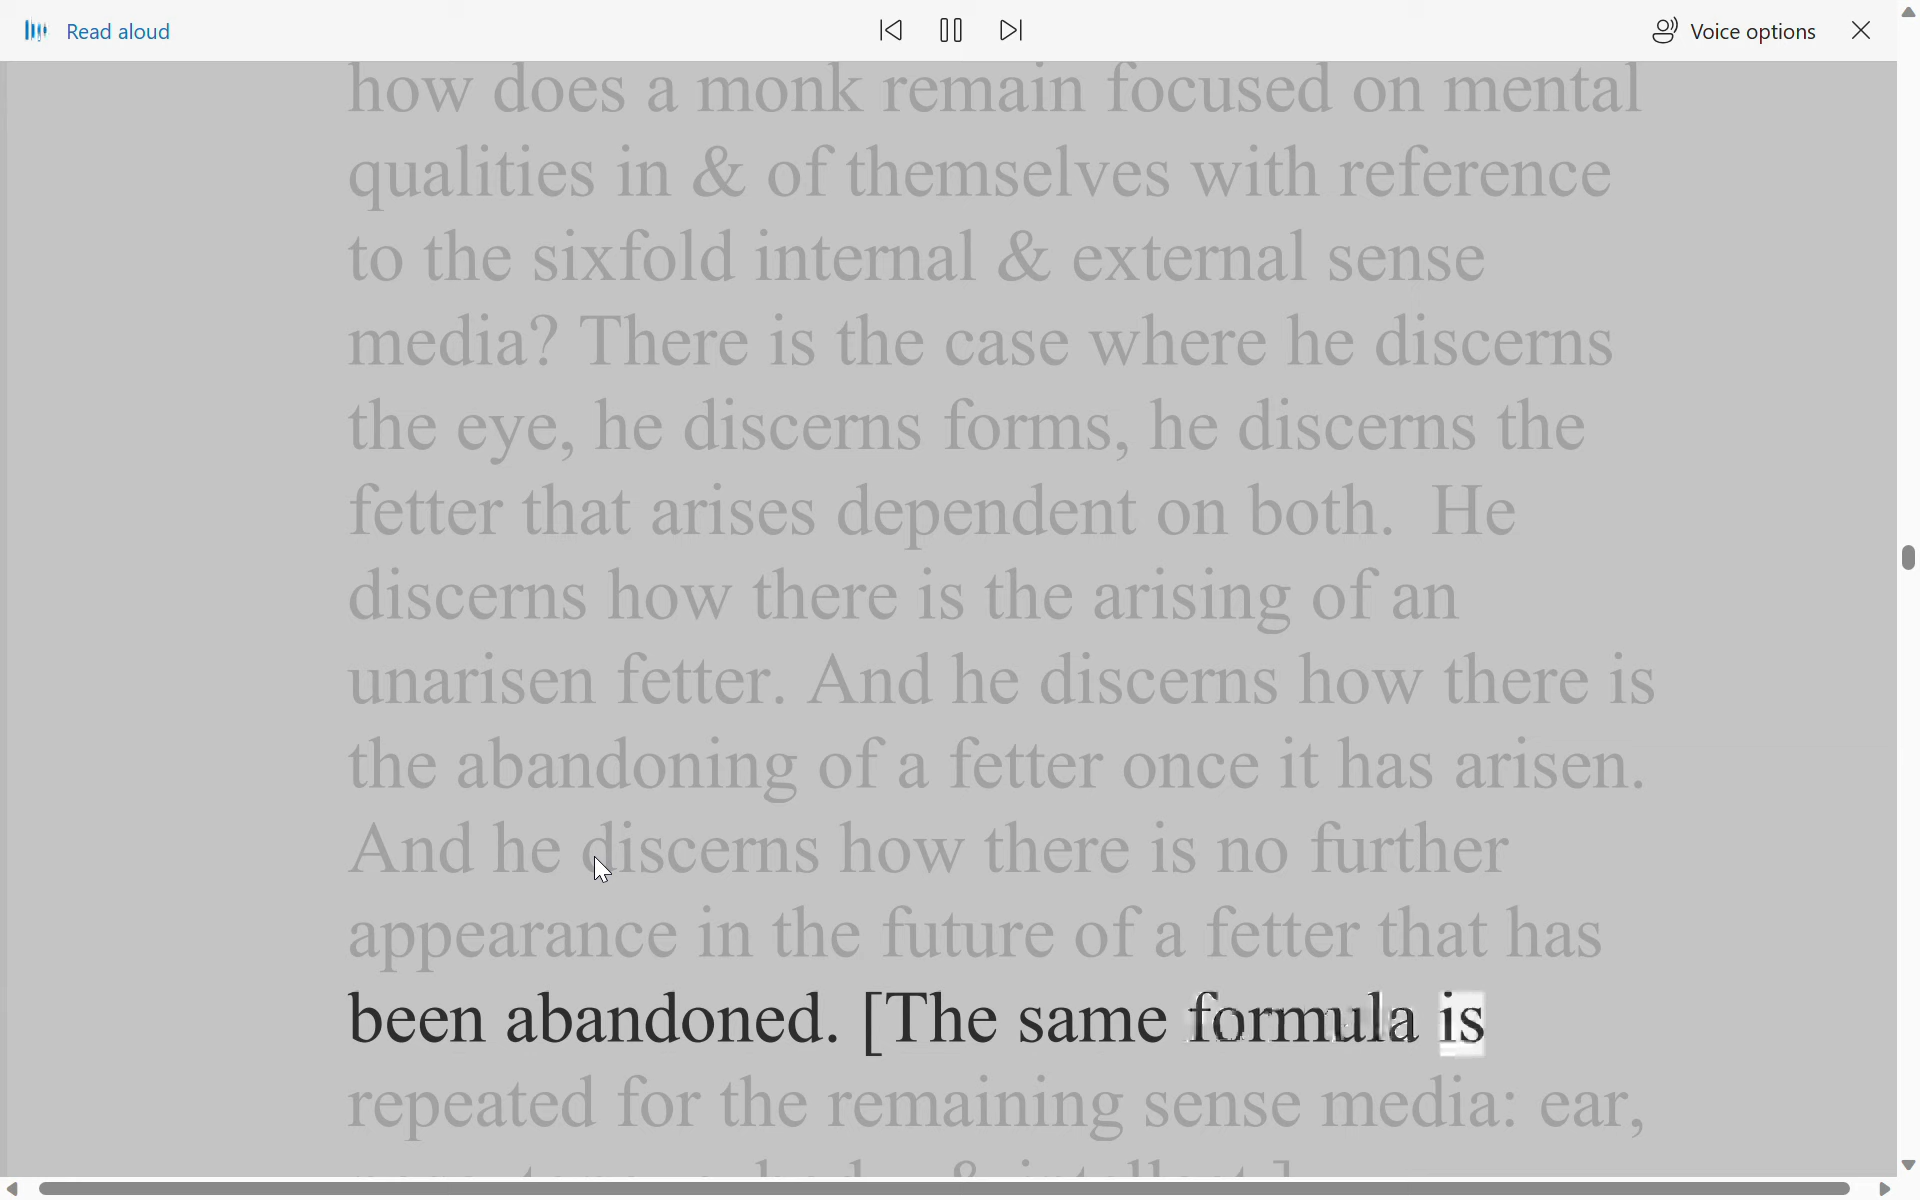 Read aloud
Voice options
how does a monk remain focused on mental
qualities in & of themselves with reference
to the sixfold internal & external sense
media? There is the case where he discerns
the eye, he discerns forms, he discerns the
fetter that arises dependent on both. He
discerns how there is the arising of an
unarisen fetter. And he discerns how there is
the abandoning of a fetter once it has arisen.
And he discerns how there is no further
appearance in the future of a fetter that has
been abandoned. [The same formula is
repeated for the remaining sense media: ear,